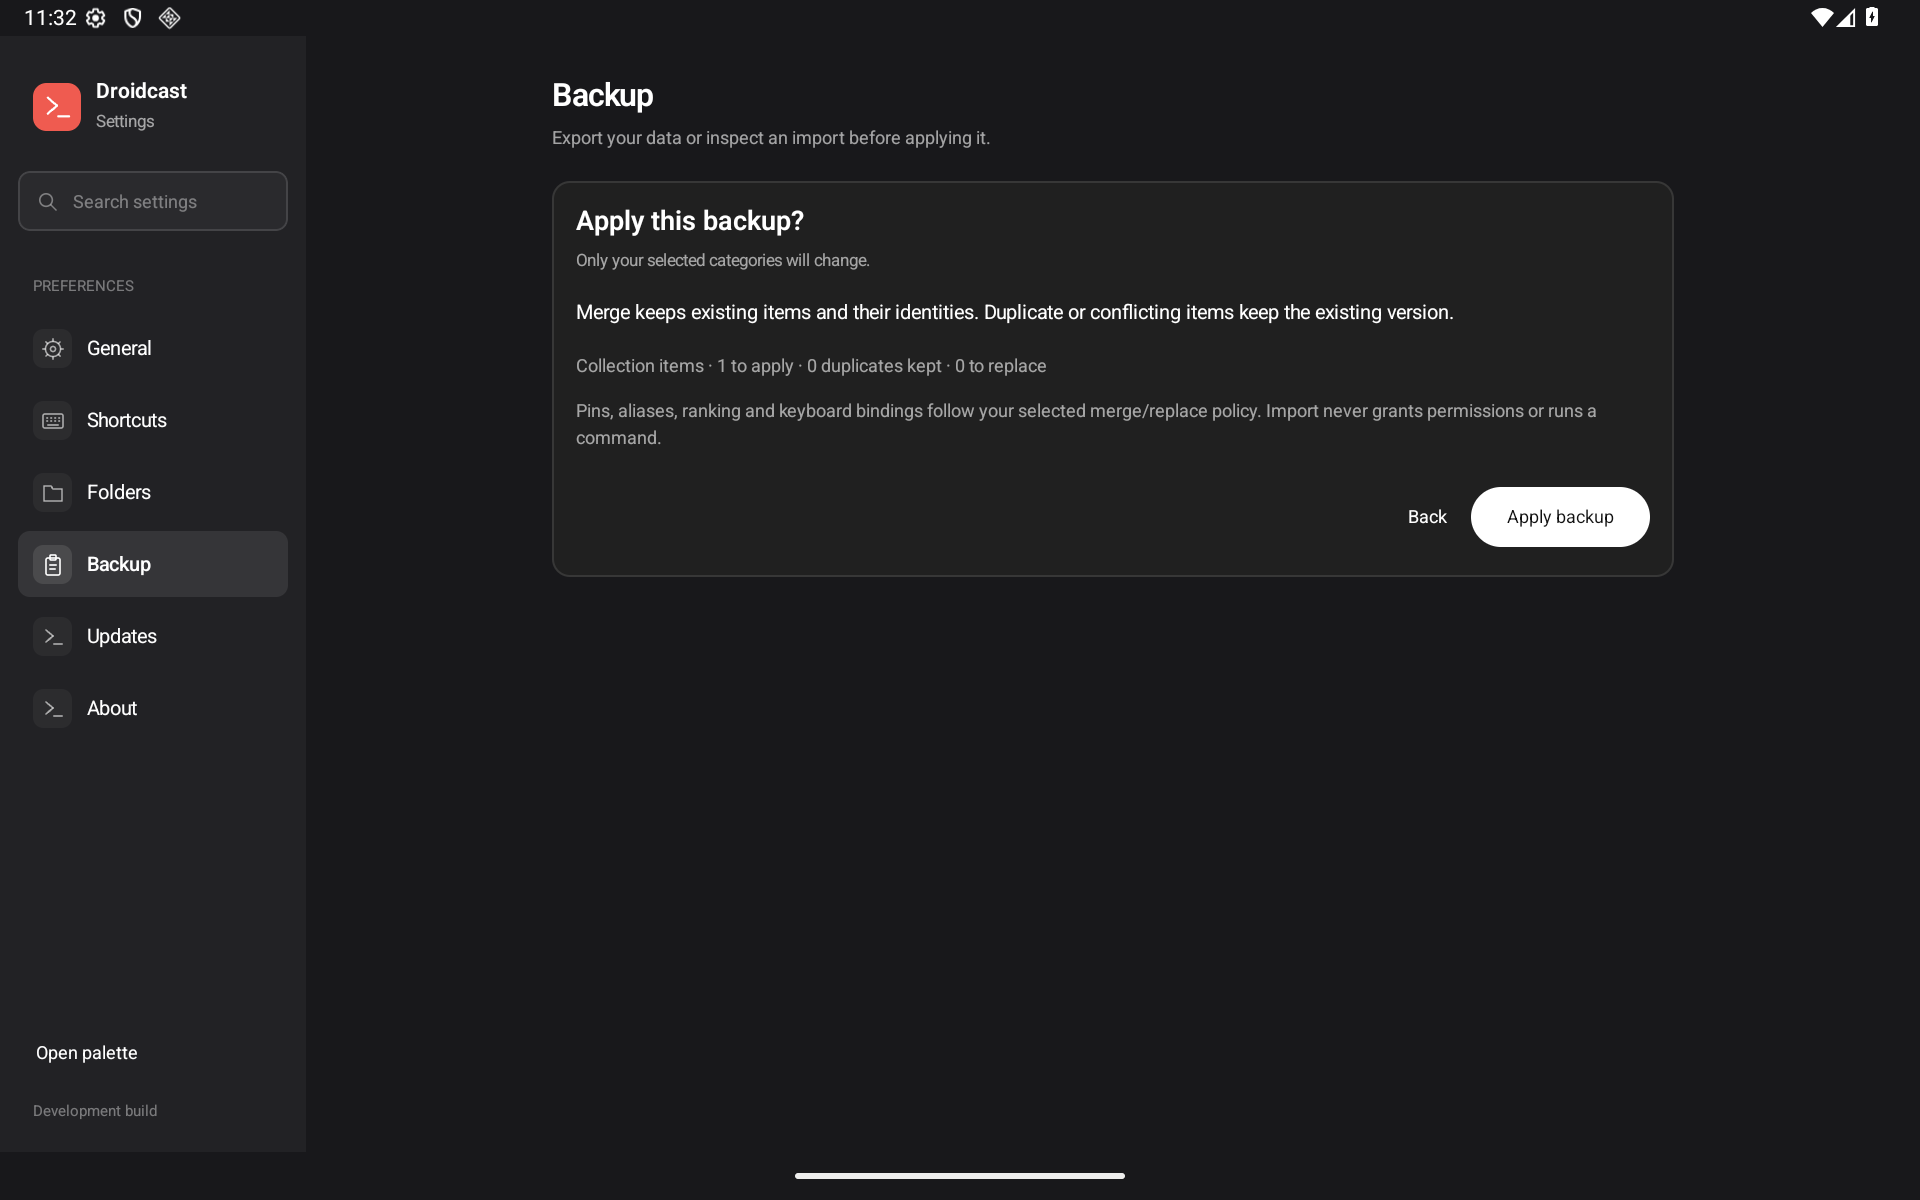 11:32
Droidcast
Settings
Search settings
PREFERENCES
General
Shortcuts
Folders
Backup
Updates
About
Open palette
Development build
Backup
Export your data or inspect an import before applying it.
Apply this backup?
Only your selected categories will change.
Merge keeps existing items and their identities. Duplicate or conflicting items keep the existing version.
Collection items · 1 to apply · 0 duplicates kept · 0 to replace
Pins, aliases, ranking and keyboard bindings follow your selected merge/replace policy. Import never grants permissions or runs a
command.
Back
Apply backup